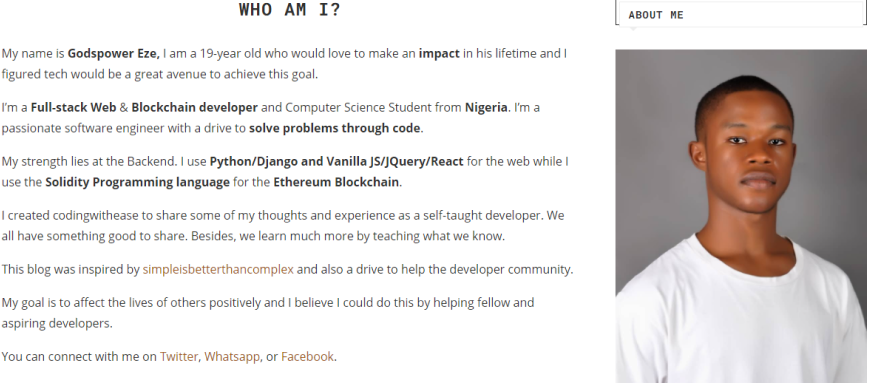 WHO AM I?
My name is Godspower Eze, I am a 19-year old who would love to make an impact in his lifetime and I
figured tech would be a great avenue to achieve this goal.
I'm a Full-stack Web & Blockchain developer and Computer Science Student from Nigeria. I'm a
passionate software engineer with a drive to solve problems through code.
My strength lies at the Backend. I use Python/Django and Vanilla JS/JQuery/React for the web while I
use the Solidity Programming language for the Ethereum Blockchain.
I created codingwithease to share some of my thoughts and experience as a self-taught developer. We
all have something good to share. Besides, we learn much more by teaching what we know.
This blog was inspired by simpleisbetterthancomplex and also a drive to help the developer community.
My goal is to affect the lives of others positively and I believe I could do this by helping fellow and
aspiring developers.
You can connect with me on Twitter, Whatsapp, or Facebook.
ABOUT ME